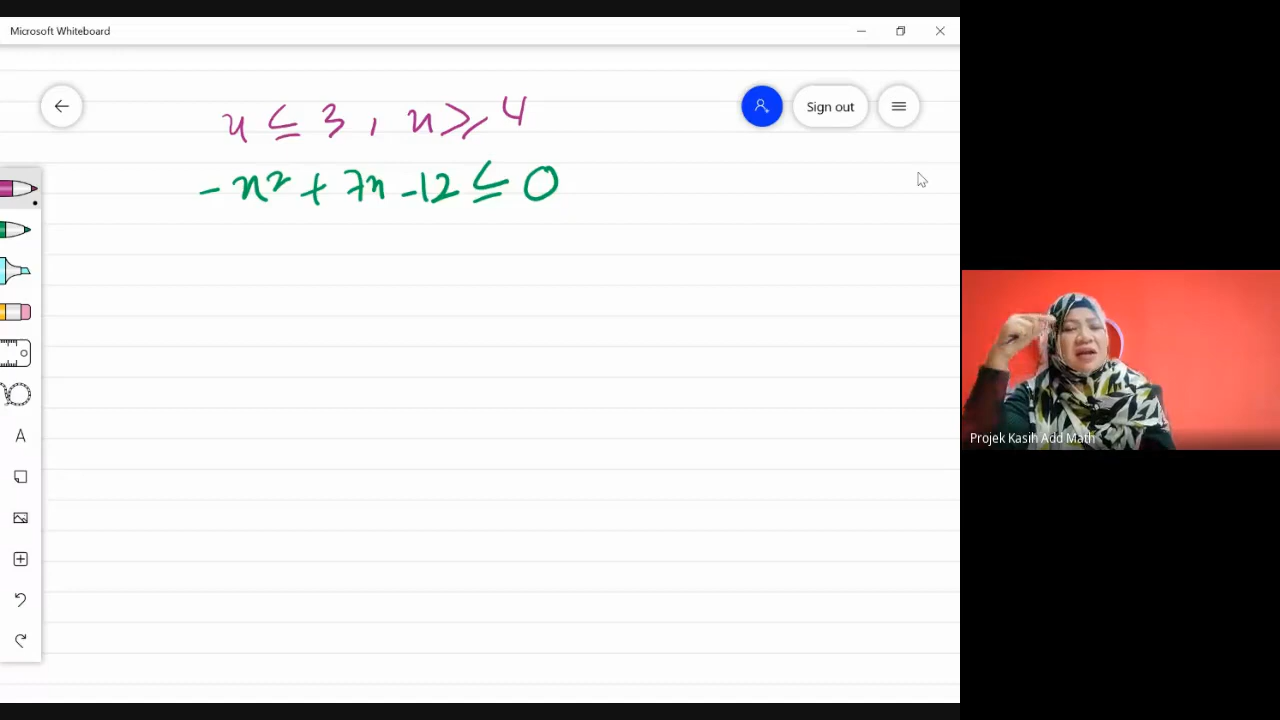 Microsoft Whiteboard
Sign out
x ≤ 3 , x ≥ 4
-x² + 7x -12 ≤ 0
A
Projek Kasih Add Math